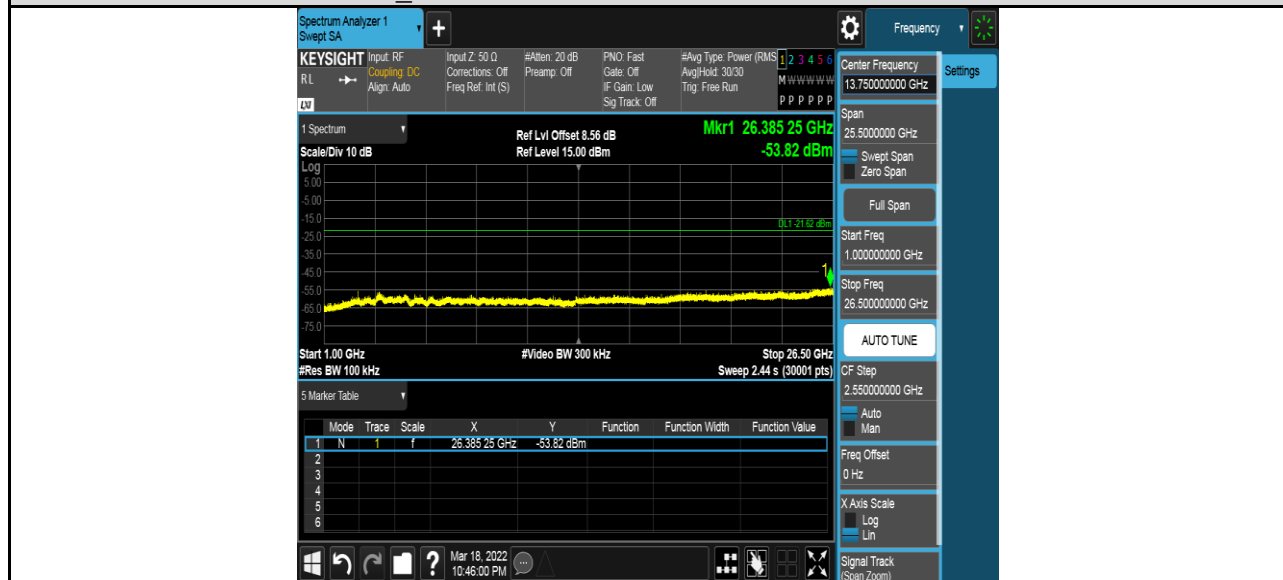 Spectrum Analyzer 1
Swept SA
+
Frequency
KEYSIGHT
RL
LXI
Input: RF
Coupling: DC
Align: Auto
Input Z: 50 Ω
Corrections: Off
Freq Ref: Int (S)
#Atten: 20 dB
Preamp: Off
PNO: Fast
Gate: Off
IF Gain: Low
Sig Track: Off
#Avg Type: Power (RMS
Avg|Hold: 30/30
Trig: Free Run
1 2 3 4 5 6
M W W W W W
P P P P P P
1 Spectrum
Scale/Div 10 dB
Ref Lvl Offset 8.56 dB
Ref Level 15.00 dBm
Mkr1 26.385 25 GHz
-53.82 dBm
Log
5.00
-5.00
-15.0
-25.0
-35.0
-45.0
-55.0
-65.0
-75.0
DL1 -21.62 dBm
1
Start 1.00 GHz
#Res BW 100 kHz
#Video BW 300 kHz
Stop 26.50 GHz
Sweep 2.44 s (30001 pts)
5 Marker Table
Mode Trace Scale X Y Function Function Width Function Value
1 N 1 f 26.385 25 GHz -53.82 dBm
2
3
4
5
6
?
Mar 18, 2022
10:46:00 PM
Center Frequency
13.750000000 GHz
Settings
Span
25.5000000 GHz
Swept Span
Zero Span
Full Span
Start Freq
1.000000000 GHz
Stop Freq
26.500000000 GHz
AUTO TUNE
CF Step
2.550000000 GHz
Auto
Man
Freq Offset
0 Hz
X Axis Scale
Log
Lin
Signal Track
(Span Zoom)